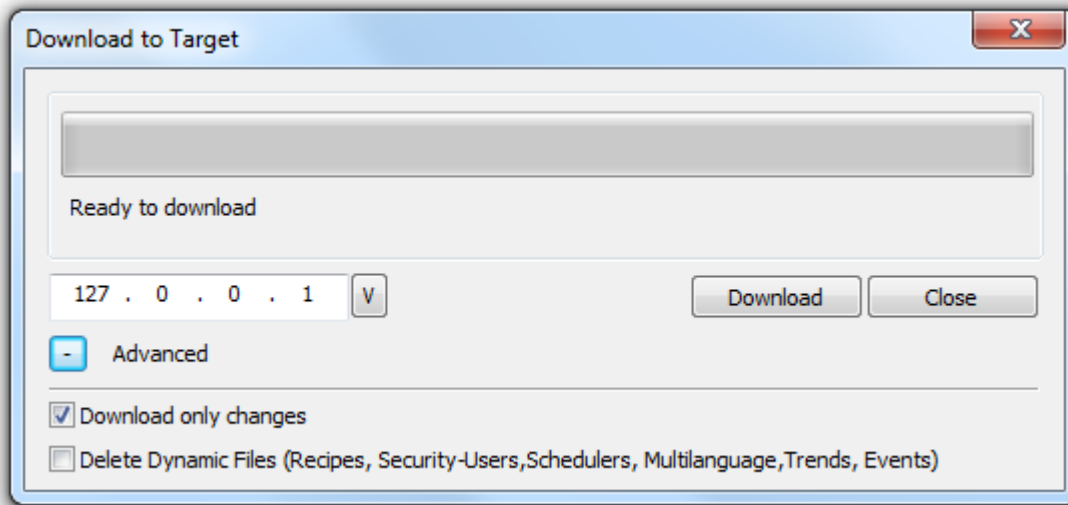 Download to Target
X
Ready to download
127 . 0 . 0 . 1 V Download Close
- Advanced
Download only changes
Delete Dynamic Files (Recipes, Security-Users,Schedulers, Multilanguage,Trends, Events)